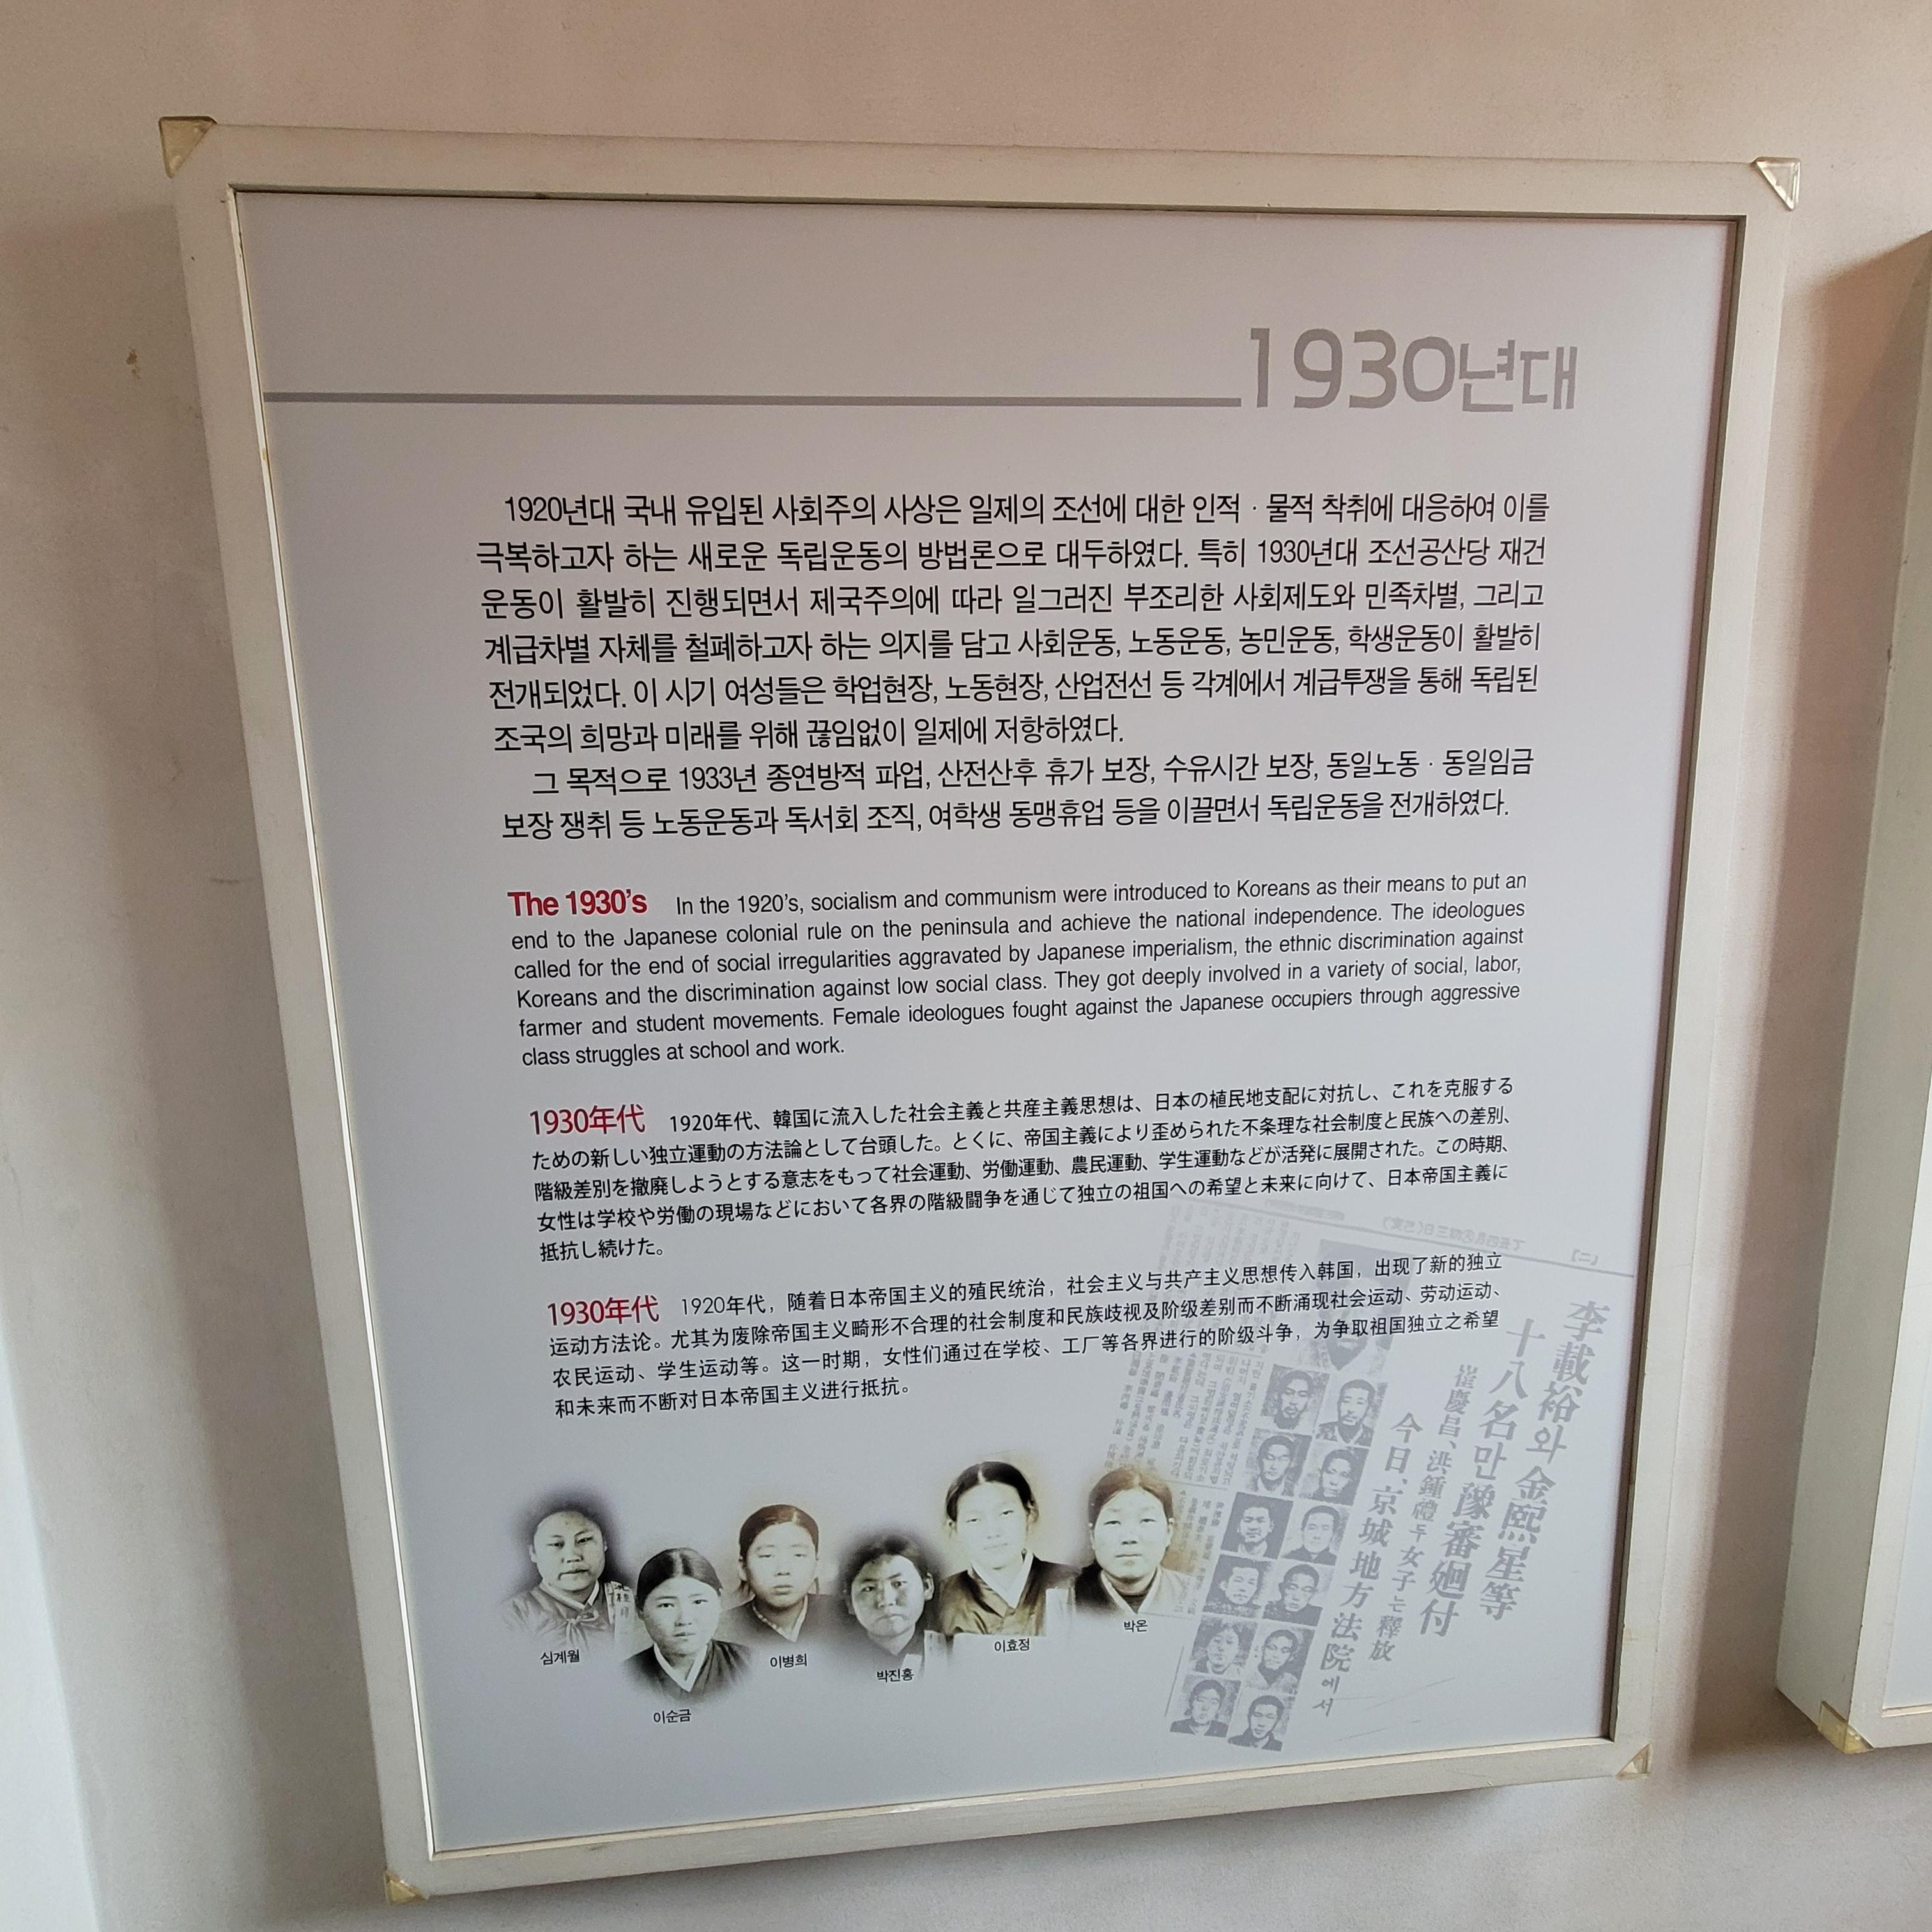 1930년대
1920년대 국내 유입된 사회주의 사상은 일제의 조선에 대한 인적 · 물적 착취에 대응하여 이를
극복하고자 하는 새로운 독립운동의 방법론으로 대두하였다. 특히 1930년대 조선공산당 재건
운동이 활발히 진행되면서 제국주의에 따라 일그러진 부조리한 사회제도와 민족차별, 그리고
계급차별 자체를 철폐하고자 하는 의지를 담고 사회운동, 노동운동, 농민운동, 학생운동이 활발히
전개되었다. 이 시기 여성들은 학업현장, 노동현장, 산업전선 등 각계에서 계급투쟁을 통해 독립된
조국의 희망과 미래를 위해 끊임없이 일제에 저항하였다.
그 목적으로 1933년 종연방적 파업, 산전산후 휴가 보장, 수유시간 보장, 동일노동 · 동일임금
보장 쟁취 등 노동운동과 독서회 조직, 여학생 동맹휴업 등을 이끌면서 독립운동을 전개하였다.
The 1930's In the 1920's, socialism and communism were introduced to Koreans as their means to put an
end to the Japanese colonial rule on the peninsula and achieve the national independence. The ideologues
called for the end of social irregularities aggravated by Japanese imperialism, the ethnic discrimination against
Koreans and the discrimination against low social class. They got deeply involved in a variety of social, labor,
farmer and student movements. Female ideologues fought against the Japanese occupiers through aggressive
class struggles at school and work.
1930年代 1920年代、韓国に流入した社会主義と共産主義思想は、日本の植民地支配に対抗し、これを克服する
ための新しい独立運動の方法論として台頭した。とくに、帝国主義により歪められた不条理な社会制度と民族への差別、
階級差別を撤廃しようとする意志をもって社会運動、労働運動、農民運動、学生運動などが活発に展開された。この時期、
女性は学校や労働の現場などにおいて各界の階級闘争を通じて独立の祖国への希望と未来に向けて、日本帝国主義に
抵抗し続けた。
1930年代 1920年代，随着日本帝国主义的殖民统治，社会主义与共产主义思想传入韩国，出现了新的独立
运动方法论。尤其为废除帝国主义畸形不合理的社会制度和民族歧视及阶级差别而不断涌现社会运动、劳动运动、
农民运动、学生运动等。这一时期，女性们通过在学校、工厂等各界进行的阶级斗争，为争取祖国独立之希望
和未来而不断对日本帝国主义进行抵抗。
李載裕와 金熙星等
十八名만 豫審廻付
崔慶昌、洪鍾禮두女子는 釋放
今日、京城地方法院에서
심계월
이순금
이병희
박진홍
이효정
박온